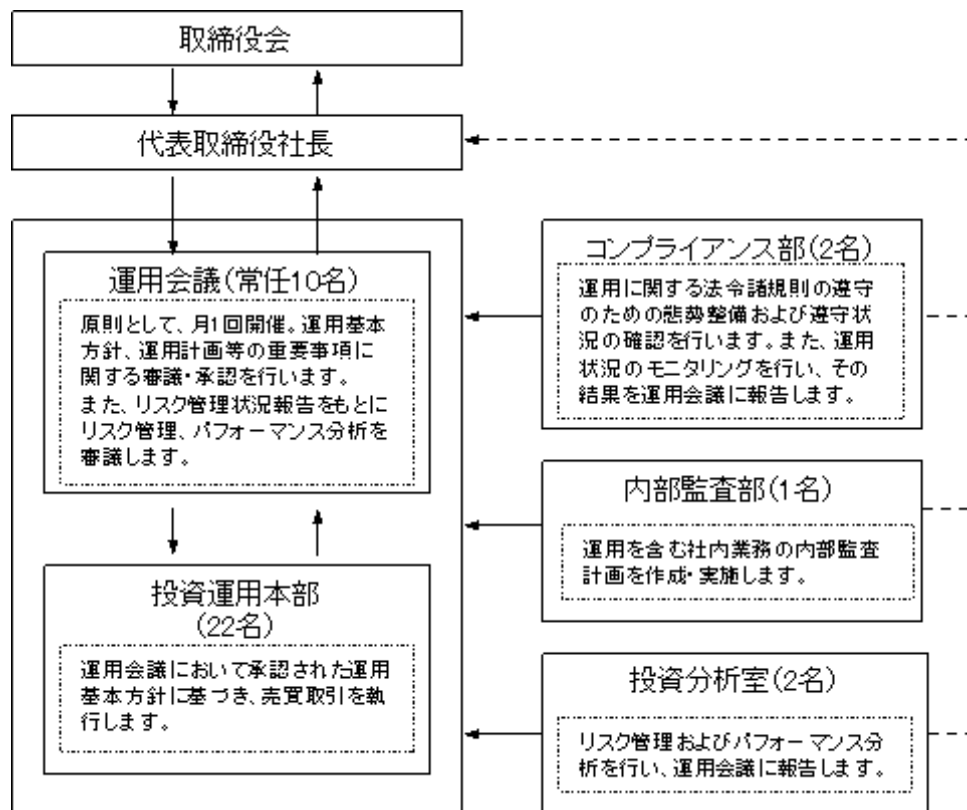 取締役会
代表取締役社長
運用会議(常任10名)
原則として、月1回開催。運用基本
方針、運用計画等の重要事項に
関する審議・承認を行います。
また、リスク管理状況報告をもとに
リスク管理、パフォーマンス分析を
審議します。
投資運用本部
(22名)
運用会議において承認された運用
基本方針に基づき、売買取引を執
行します。
コンプライアンス部(2名)
運用に関する法令諸規則の遵守
のための態勢整備および遵守状
況の確認を行います。また、運用
状況のモニタリングを行い、その
結果を運用会議に報告します。
内部監査部(1名)
運用を含む社内業務の内部監査
計画を作成・実施します。
投資分析室(2名)
リスク管理およびパフォーマンス分
析を行い、運用会議に報告します。